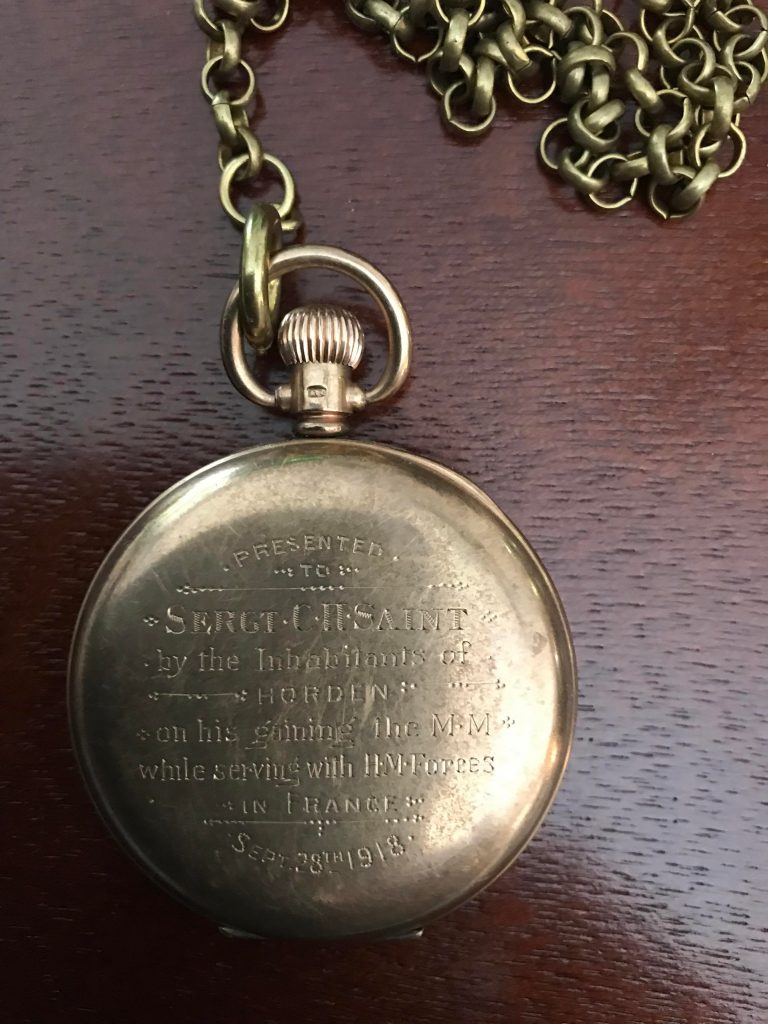 PRESENTED
TO
SERGT·C·H·SAINT
by the Inhabitants of
HORDEN
on his gaining the M·M
while serving with H·M·Forces
IN FRANCE
SEPT. 28TH 1918